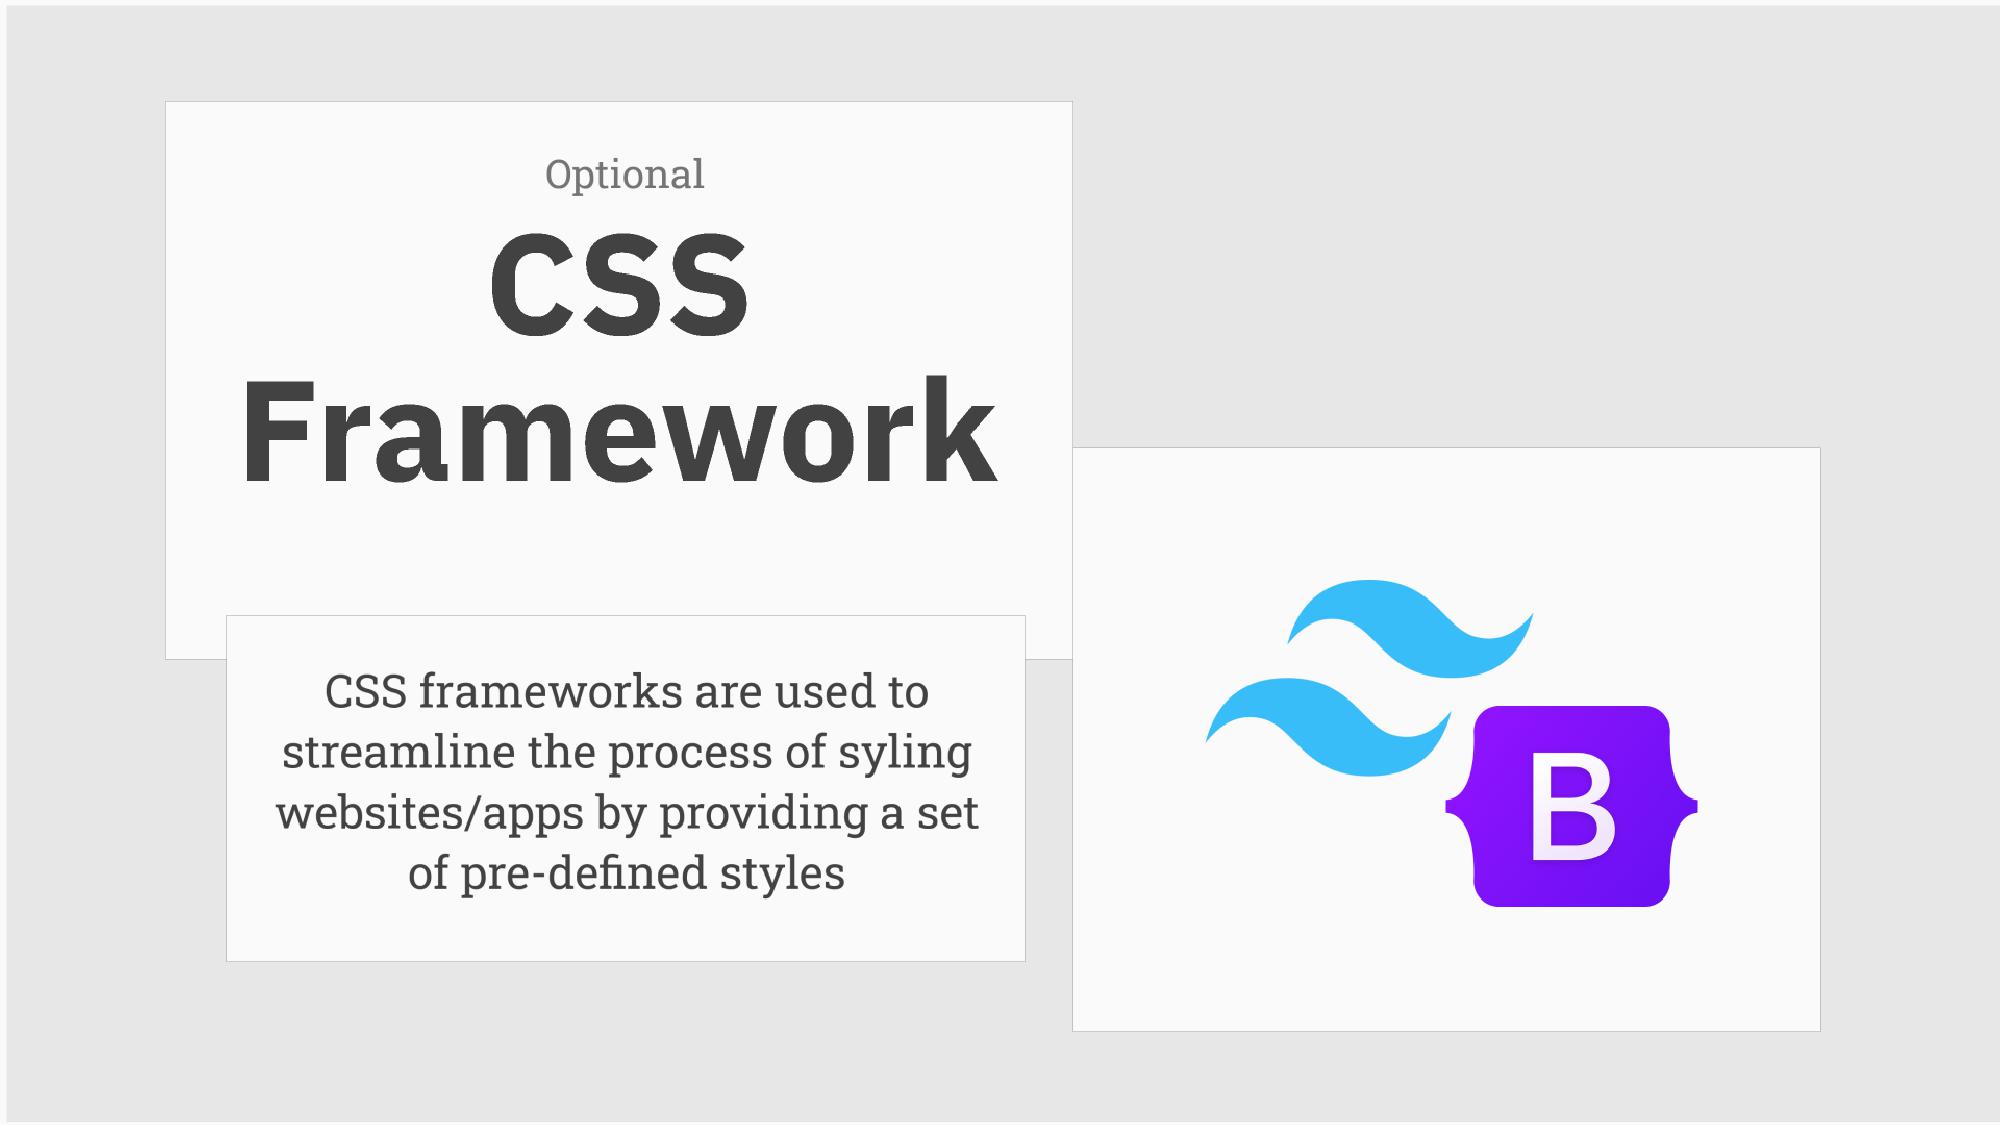 Optional
CSS
Framework
CSS frameworks are used to
streamline the process of syling
websites/apps by providing a set
of pre-defined styles
B